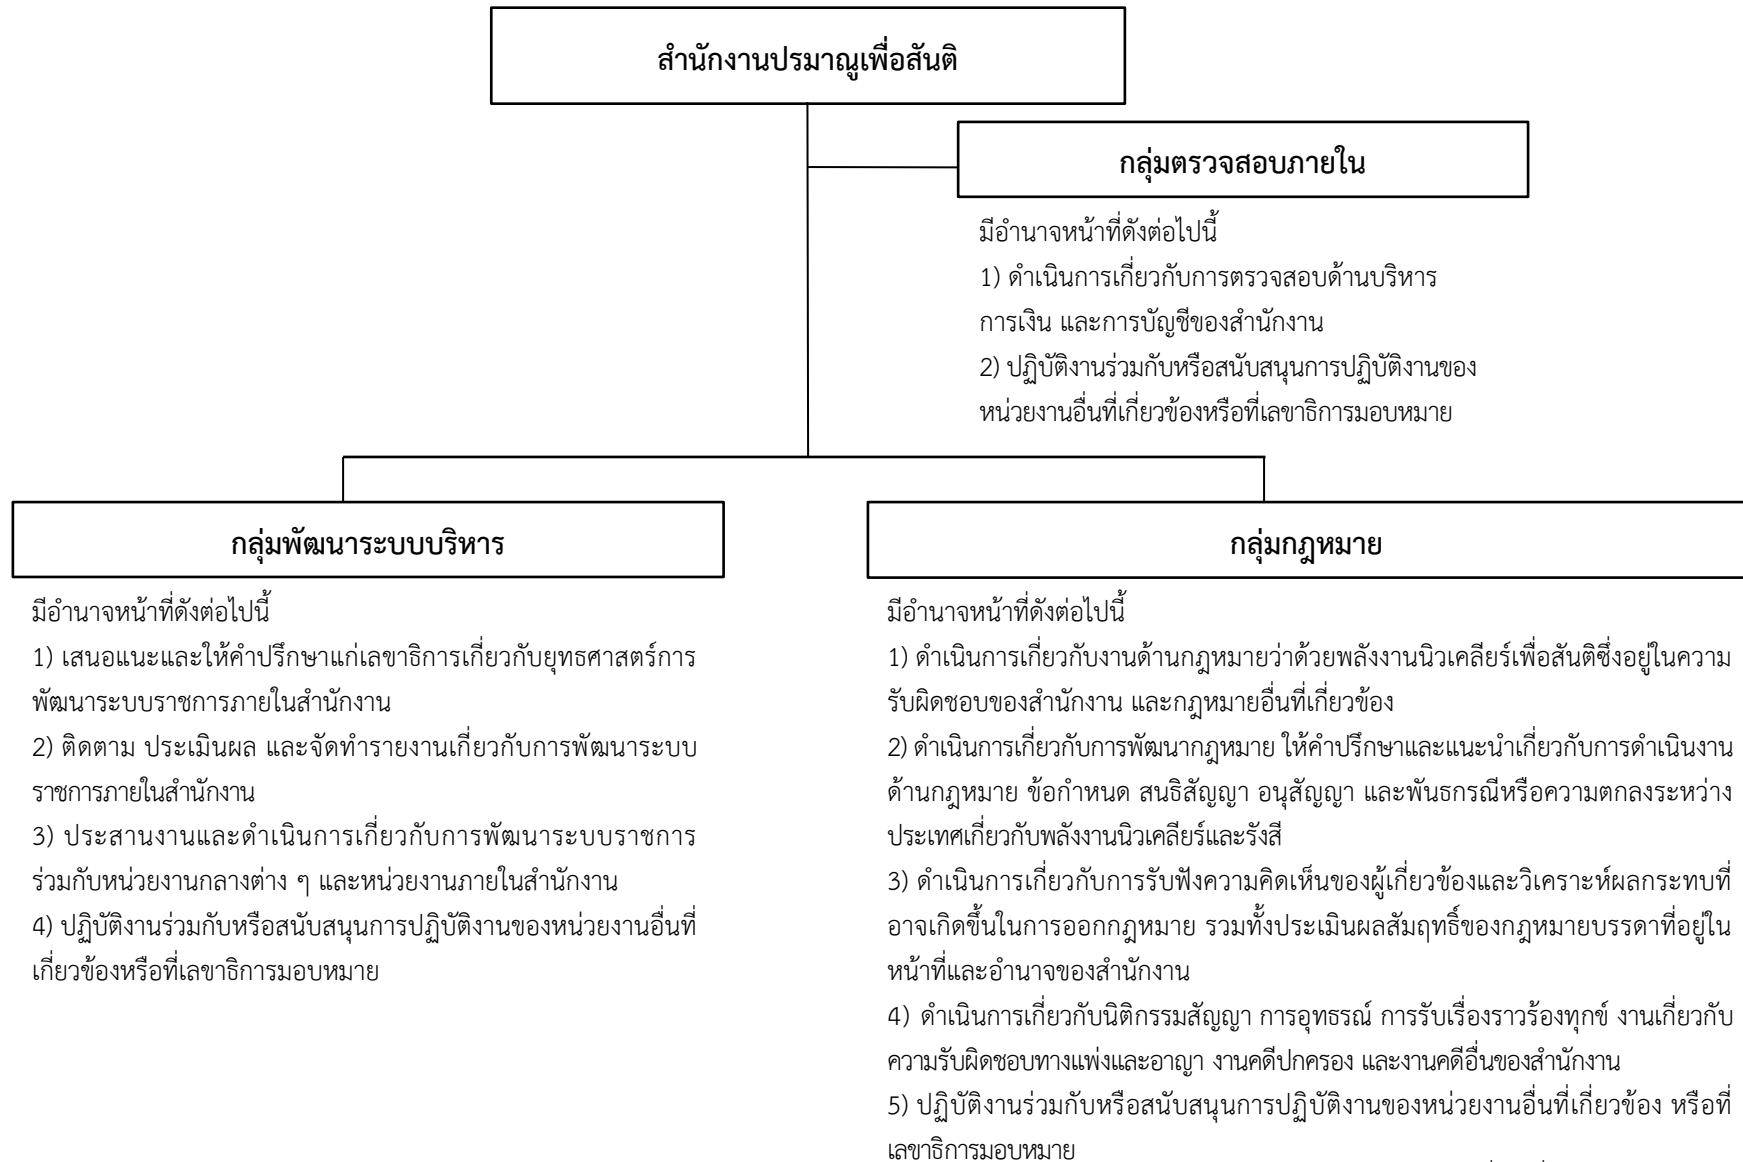 สำนักงานปรมาณูเพื่อสันติ
กลุ่มตรวจสอบภายใน
มีอำนาจหน้าที่ดังต่อไปนี้
1) ดำเนินการเกี่ยวกับการตรวจสอบด้านบริหาร
การเงิน และการบัญชีของสำนักงาน
2) ปฏิบัติงานร่วมกับหรือสนับสนุนการปฏิบัติงานของ
หน่วยงานอื่นที่เกี่ยวข้องหรือที่เลขาธิการมอบหมาย
กลุ่มพัฒนาระบบบริหาร
มีอำนาจหน้าที่ดังต่อไปนี้
1) เสนอแนะและให้คำปรึกษาแก่เลขาธิการเกี่ยวกับยุทธศาสตร์การ
พัฒนาระบบราชการภายในสำนักงาน
2) ติดตาม ประเมินผล และจัดทำรายงานเกี่ยวกับการพัฒนาระบบ
ราชการภายในสำนักงาน
3) ประสานงานและดำเนินการเกี่ยวกับการพัฒนาระบบราชการ
ร่วมกับหน่วยงานกลางต่าง ๆ และหน่วยงานภายในสำนักงาน
4) ปฏิบัติงานร่วมกับหรือสนับสนุนการปฏิบัติงานของหน่วยงานอื่นที่
เกี่ยวข้องหรือที่เลขาธิการมอบหมาย
กลุ่มกฎหมาย
มีอำนาจหน้าที่ดังต่อไปนี้
1) ดำเนินการเกี่ยวกับงานด้านกฎหมายว่าด้วยพลังงานนิวเคลียร์เพื่อสันติซึ่งอยู่ในความ
รับผิดชอบของสำนักงาน และกฎหมายอื่นที่เกี่ยวข้อง
2) ดำเนินการเกี่ยวกับการพัฒนากฎหมาย ให้คำปรึกษาและแนะนำเกี่ยวกับการดำเนินงาน
ด้านกฎหมาย ข้อกำหนด สนธิสัญญา อนุสัญญา และพันธกรณีหรือความตกลงระหว่าง
ประเทศเกี่ยวกับพลังงานนิวเคลียร์และรังสี
3) ดำเนินการเกี่ยวกับการรับฟังความคิดเห็นของผู้เกี่ยวข้องและวิเคราะห์ผลกระทบที่
อาจเกิดขึ้นในการออกกฎหมาย รวมทั้งประเมินผลสัมฤทธิ์ของกฎหมายบรรดาที่อยู่ใน
หน้าที่และอำนาจของสำนักงาน
4) ดำเนินการเกี่ยวกับนิติกรรมสัญญา การอุทธรณ์ การรับเรื่องราวร้องทุกข์ งานเกี่ยวกับ
ความรับผิดชอบทางแพ่งและอาญา งานคดีปกครอง และงานคดีอื่นของสำนักงาน
5) ปฏิบัติงานร่วมกับหรือสนับสนุนการปฏิบัติงานของหน่วยงานอื่นที่เกี่ยวข้อง หรือที่
เลขาธิการมอบหมาย